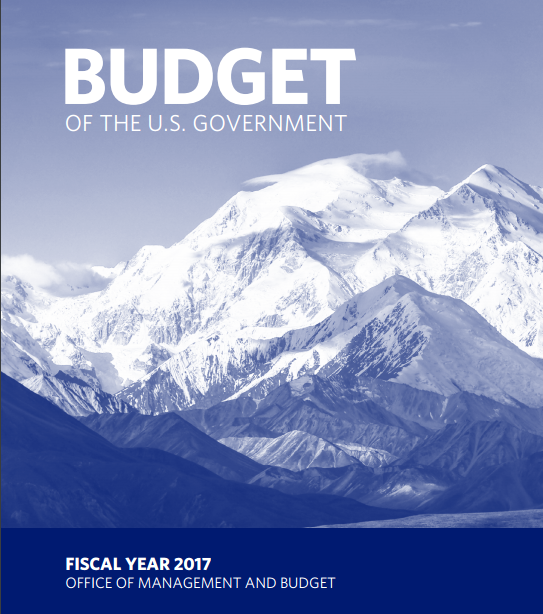 BUDGET
OF THE U.S. GOVERNMENT
FISCAL YEAR 2017
OFFICE OF MANAGEMENT AND BUDGET